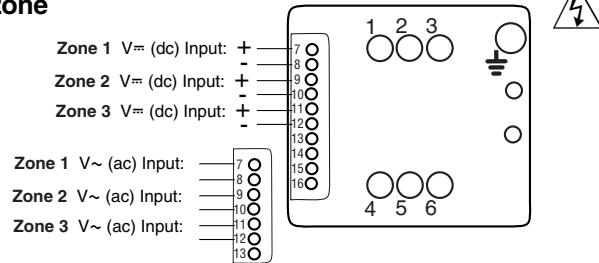 zone
Zone 1 V⎓ (dc) Input: +
-
Zone 2 V⎓ (dc) Input: +
-
Zone 3 V⎓ (dc) Input: +
-
7
8
9
10
11
12
13
14
15
16
1 2 3
4 5 6
Zone 1 V~ (ac) Input:
Zone 2 V~ (ac) Input:
Zone 3 V~ (ac) Input:
7
8
9
10
11
12
13